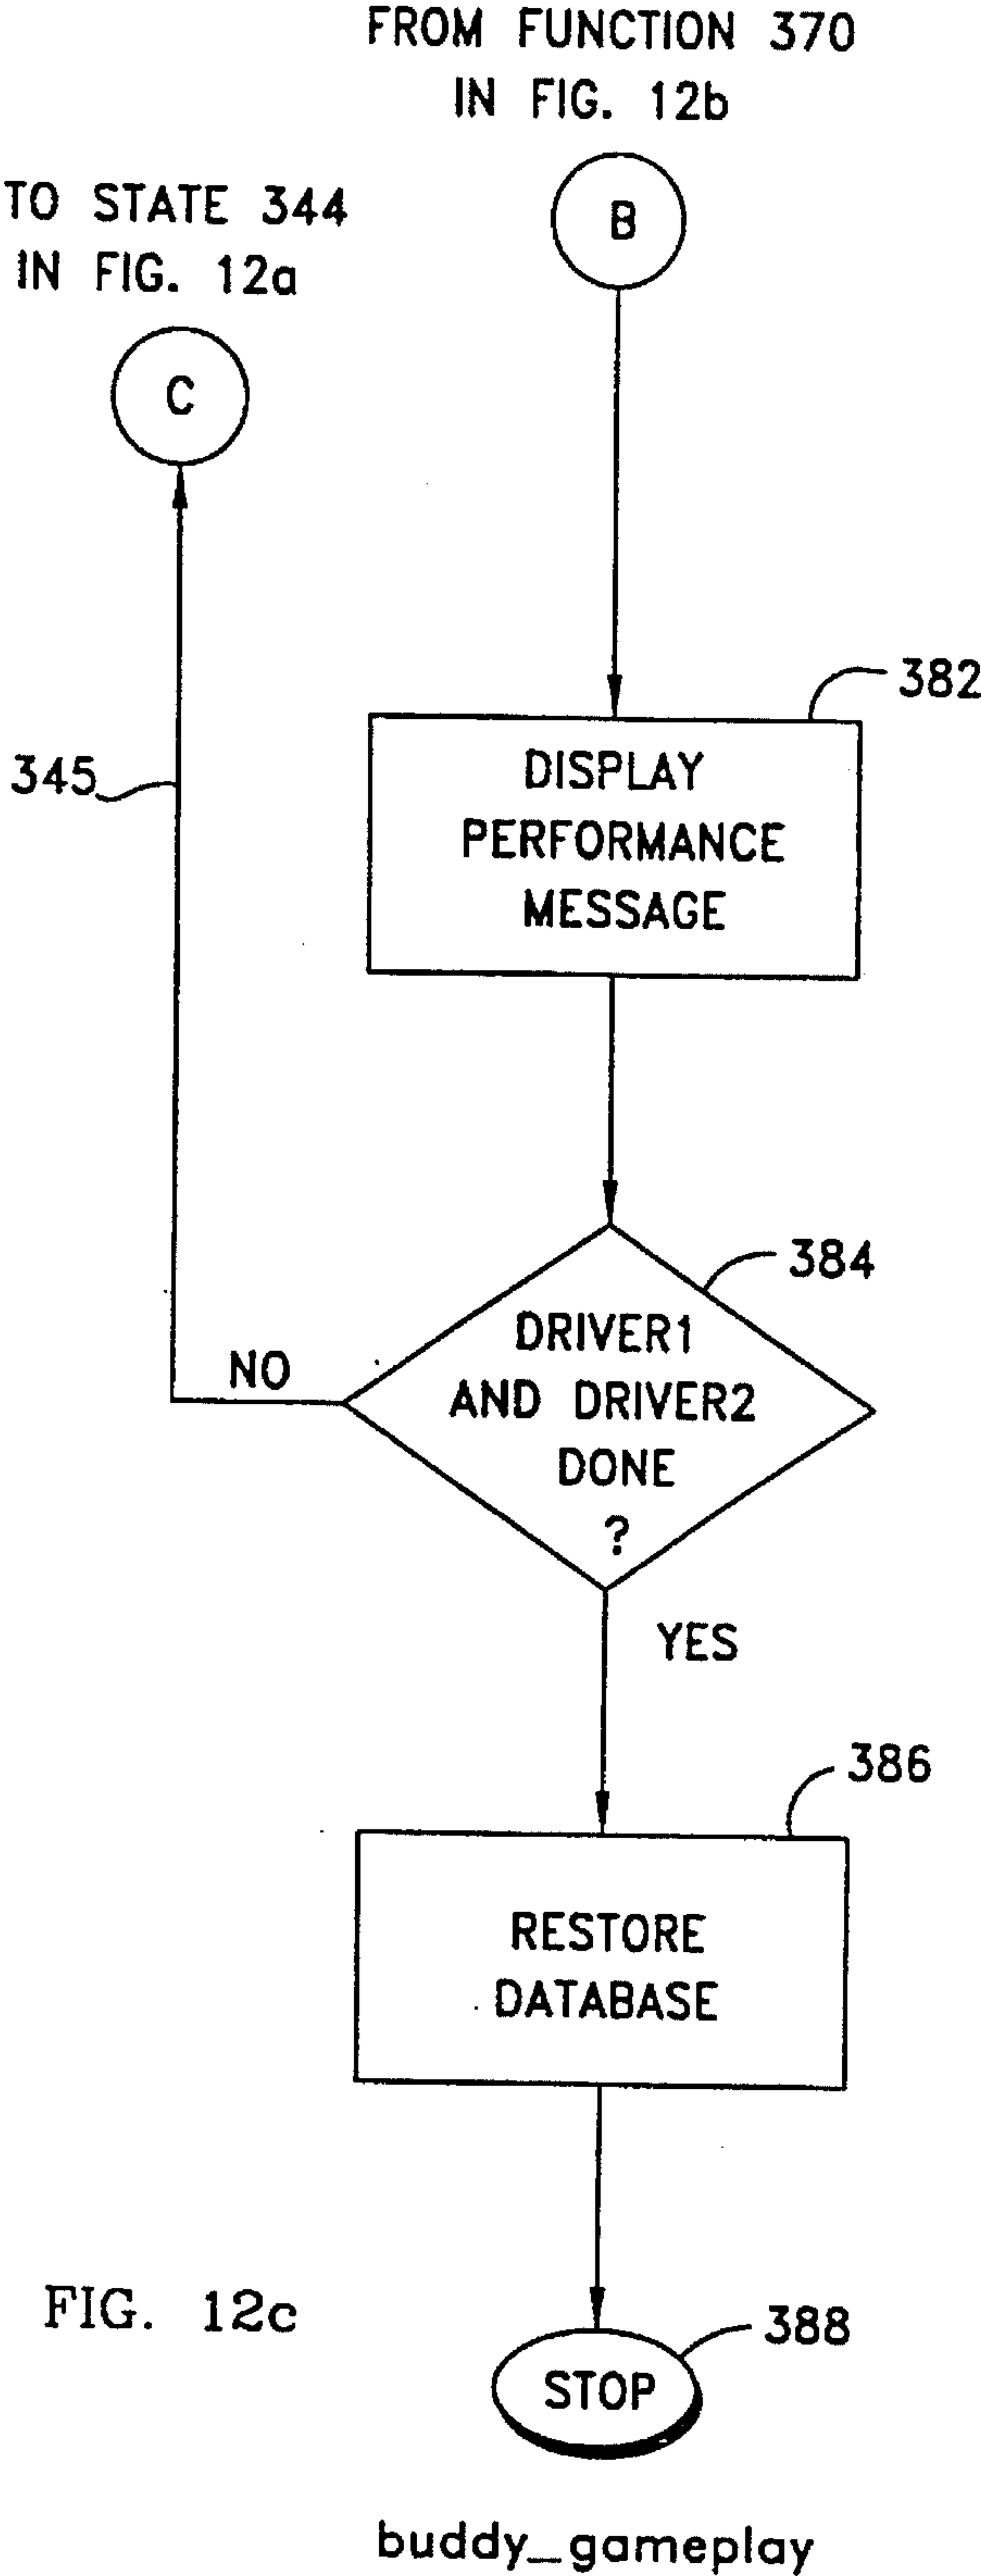 FROM FUNCTION 370
IN FIG. 12b
B
TO STATE 344
IN FIG. 12a
C
382
345
DISPLAY
PERFORMANCE
MESSAGE
384
DRIVER1
AND DRIVER2
DONE
?
NO
YES
386
RESTORE
DATABASE
FIG. 12c
388
STOP
buddy_gameplay